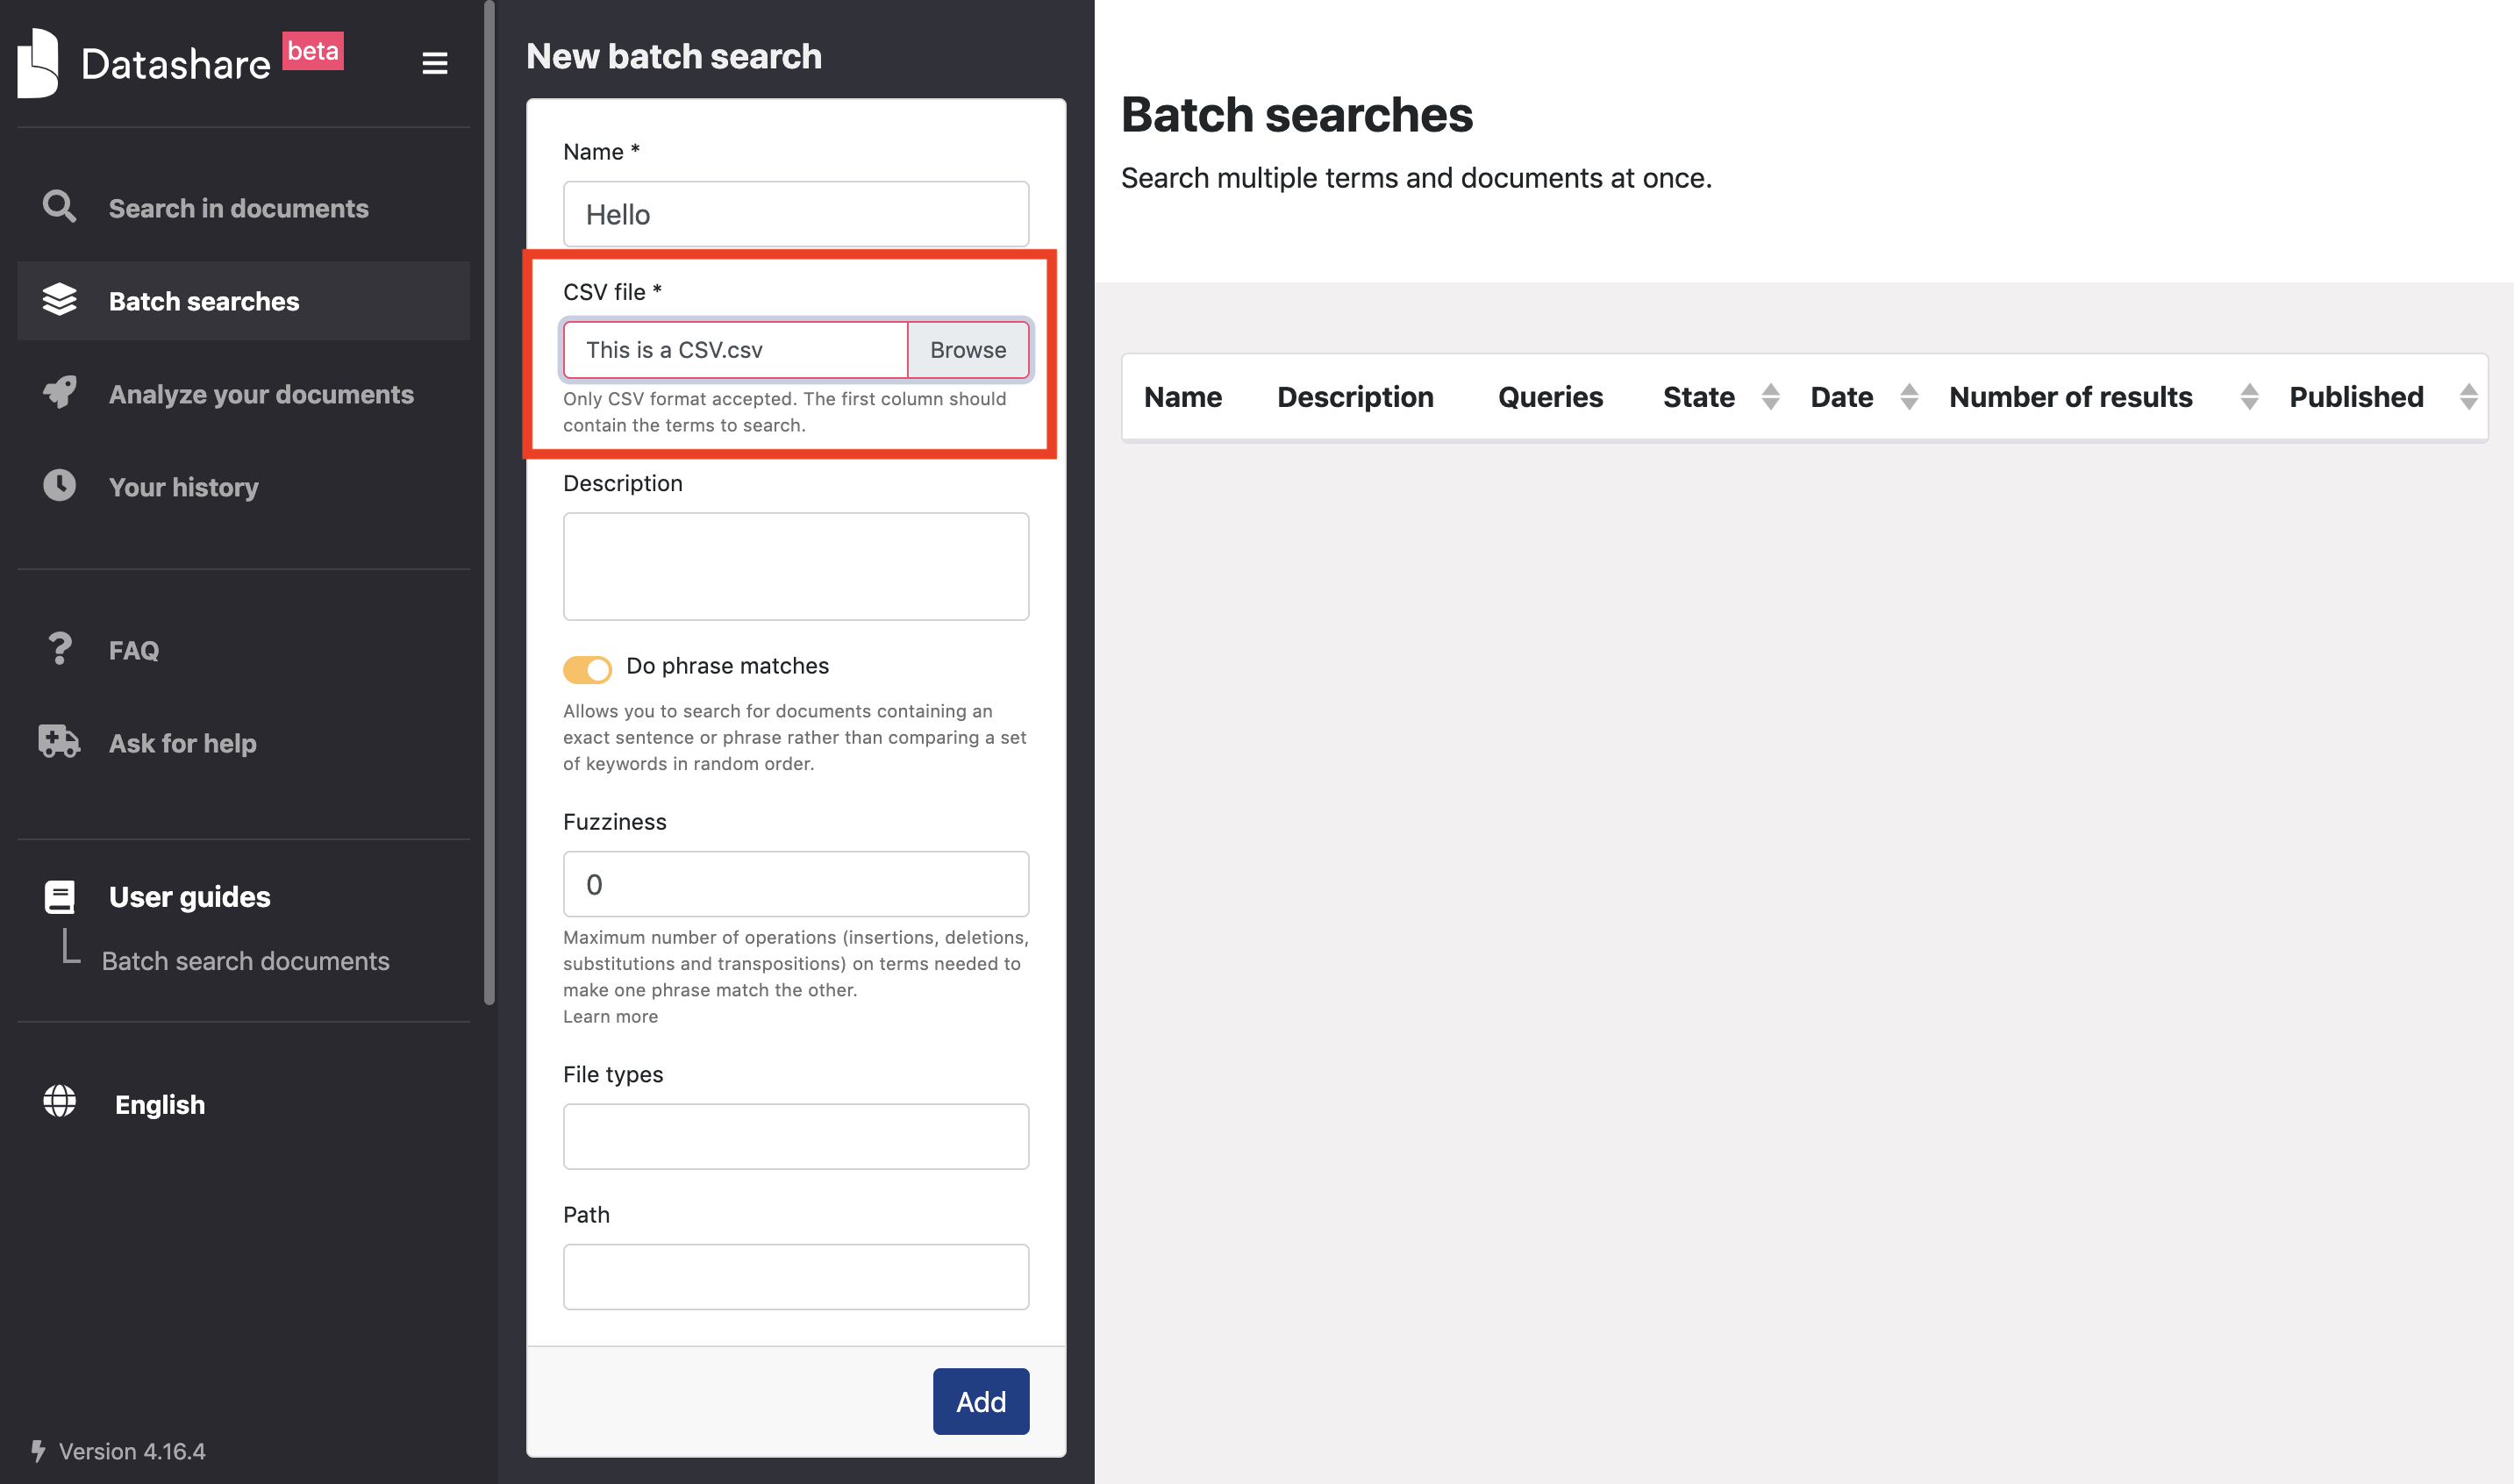 Datashare beta
Search in documents
Batch searches
Analyze your documents
Your history
FAQ
Ask for help
User guides
Batch search documents
English
Version 4.16.4
New batch search
Name *
Hello
CSV file *
This is a CSV.csv Browse
Only CSV format accepted. The first column should
contain the terms to search.
Description
Do phrase matches
Allows you to search for documents containing an
exact sentence or phrase rather than comparing a set
of keywords in random order.
Fuzziness
0
Maximum number of operations (insertions, deletions,
substitutions and transpositions) on terms needed to
make one phrase match the other.
Learn more
File types
Path
Add
Batch searches
Search multiple terms and documents at once.
Name Description Queries State Date Number of results Published